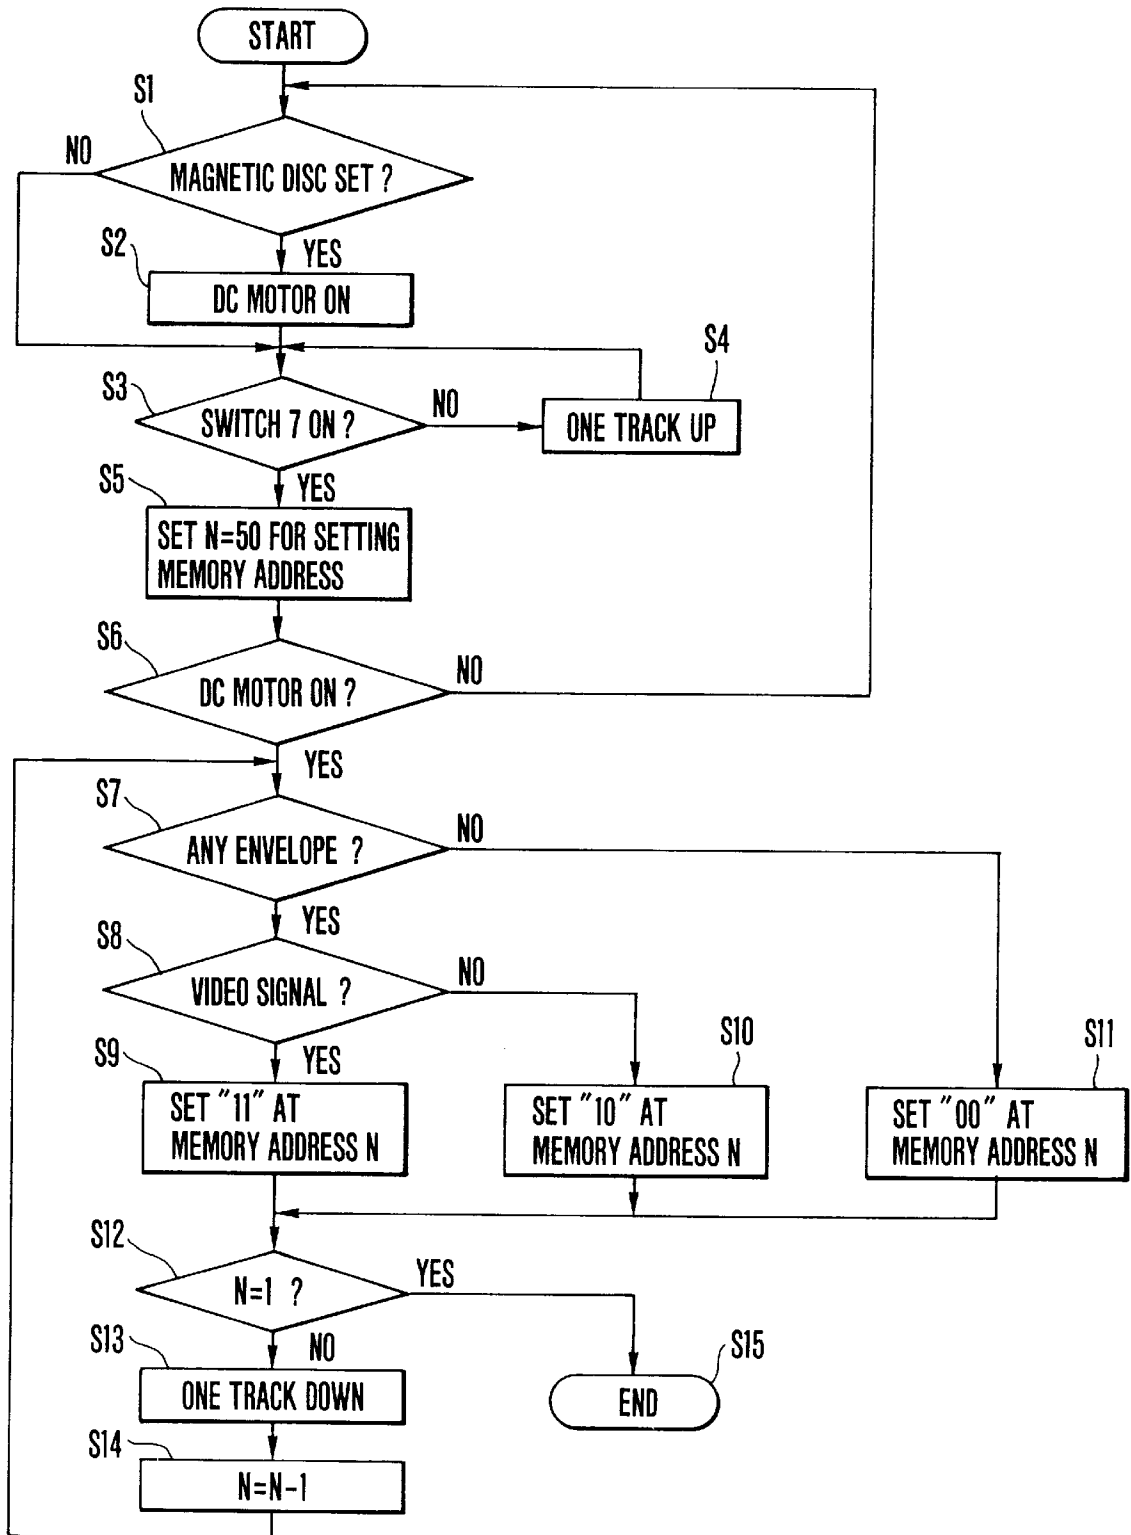 START
S1
NO
MAGNETIC DISC SET ?
S2
YES
DC MOTOR ON
S4
S3
NO
SWITCH 7 ON ?
ONE TRACK UP
S5
YES
SET N=50 FOR SETTING
MEMORY ADDRESS
S6
NO
DC MOTOR ON ?
YES
S7
NO
ANY ENVELOPE ?
YES
S8
NO
VIDEO SIGNAL ?
S9
YES
S10
S11
SET "11" AT
MEMORY ADDRESS N
SET "10" AT
MEMORY ADDRESS N
SET "00" AT
MEMORY ADDRESS N
S12
YES
N=1 ?
S13
NO
S15
ONE TRACK DOWN
END
S14
N=N-1